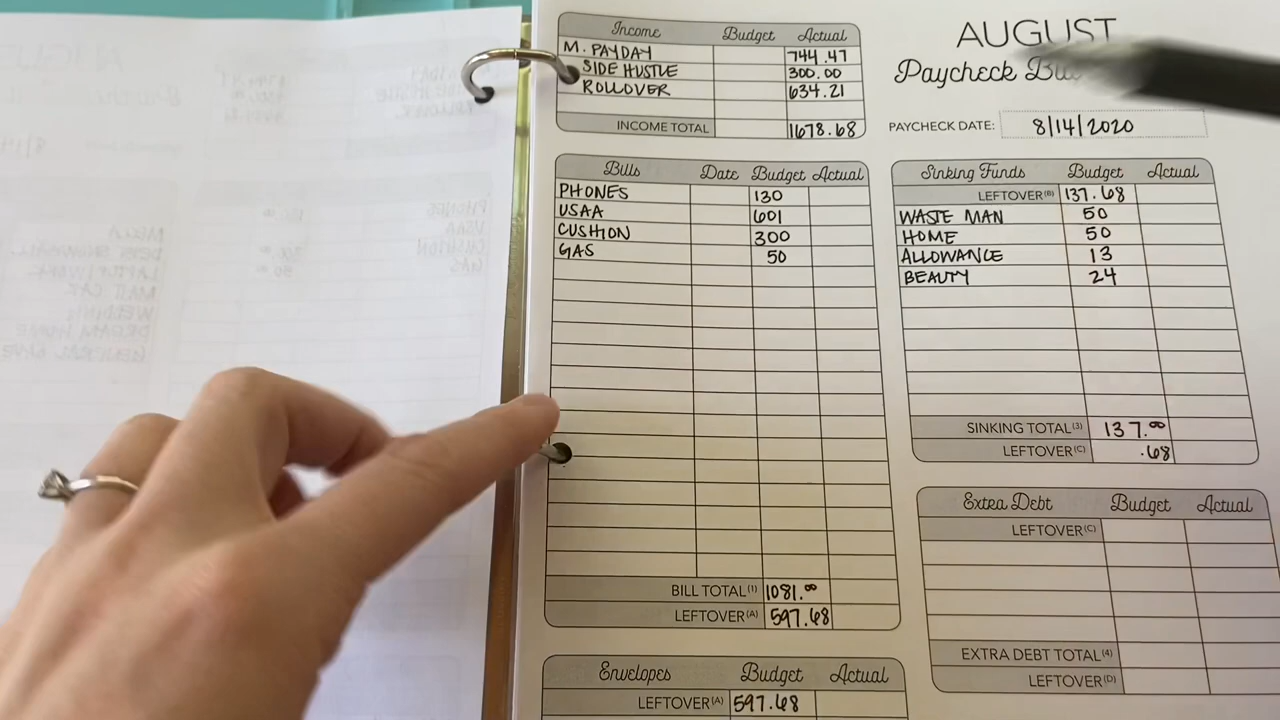 AUGUST
Paycheck
PAYCHECK DATE: 8/14/2020
Income Budget Actual
M. PAYDAY 744.47
SIDE HUSTLE 300.00
ROLLOVER 634.21
INCOME TOTAL 1678.68
Bills Date Budget Actual
PHONES 130
USAA 601
CUSHION 300
GAS 50
BILL TOTAL (1) 1081.00
LEFTOVER (A) 597.68
Envelopes Budget Actual
LEFTOVER (A) 597.68
Sinking Funds Budget Actual
LEFTOVER (B) 137.68
WASTE MAN 50
HOME 50
ALLOWANCE 13
BEAUTY 24
SINKING TOTAL (3) 137.00
LEFTOVER (C) .68
Extra Debt Budget Actual
LEFTOVER (C)
EXTRA DEBT TOTAL (4)
LEFTOVER (D)